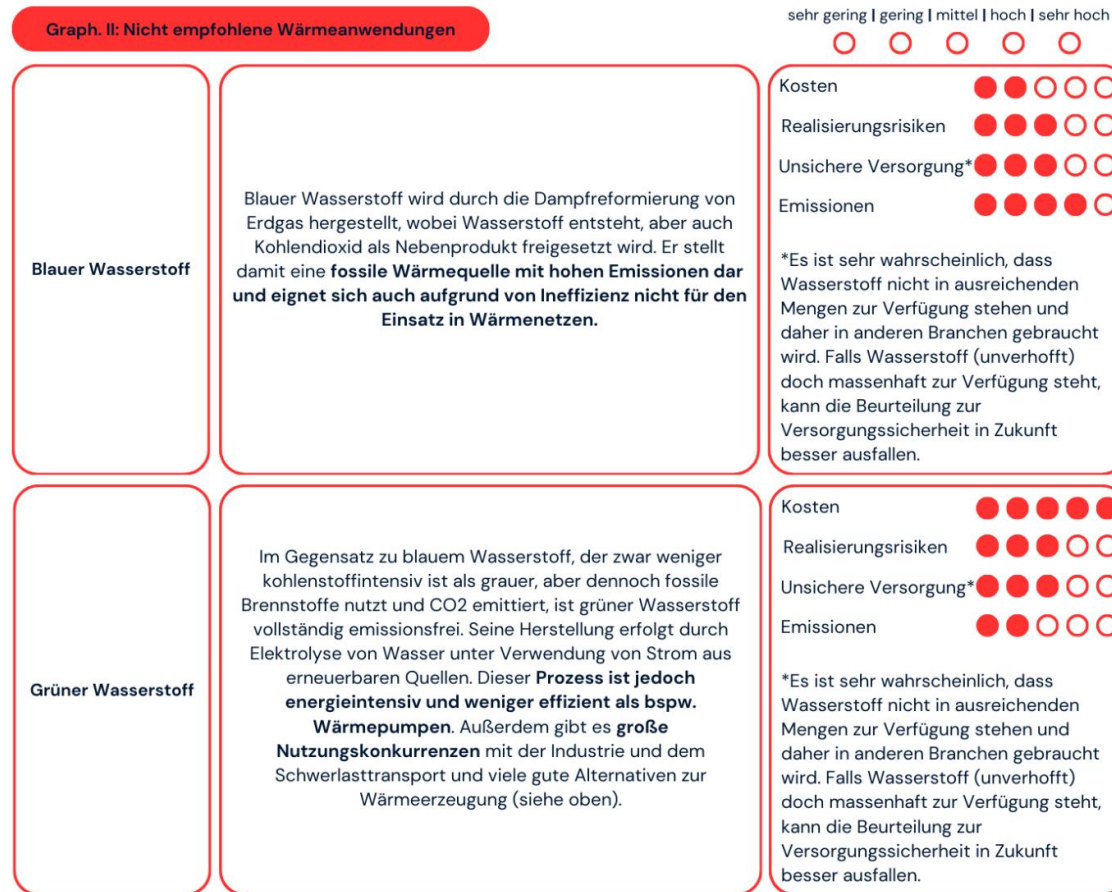 Graph. II: Nicht empfohlene Wärmeanwendungen
sehr gering | gering | mittel | hoch | sehr hoch
Blauer Wasserstoff
Blauer Wasserstoff wird durch die Dampfreformierung von
Erdgas hergestellt, wobei Wasserstoff entsteht, aber auch
Kohlendioxid als Nebenprodukt freigesetzt wird. Er stellt
damit eine fossile Wärmequelle mit hohen Emissionen dar
und eignet sich auch aufgrund von Ineffizienz nicht für den
Einsatz in Wärmenetzen.
Kosten
Realisierungsrisiken
Unsichere Versorgung*
Emissionen
*Es ist sehr wahrscheinlich, dass
Wasserstoff nicht in ausreichenden
Mengen zur Verfügung stehen und
daher in anderen Branchen gebraucht
wird. Falls Wasserstoff (unverhofft)
doch massenhaft zur Verfügung steht,
kann die Beurteilung zur
Versorgungssicherheit in Zukunft
besser ausfallen.
Grüner Wasserstoff
Im Gegensatz zu blauem Wasserstoff, der zwar weniger
kohlenstoffintensiv ist als grauer, aber dennoch fossile
Brennstoffe nutzt und CO2 emittiert, ist grüner Wasserstoff
vollständig emissionsfrei. Seine Herstellung erfolgt durch
Elektrolyse von Wasser unter Verwendung von Strom aus
erneuerbaren Quellen. Dieser Prozess ist jedoch
energieintensiv und weniger effizient als bspw.
Wärmepumpen. Außerdem gibt es große
Nutzungskonkurrenzen mit der Industrie und dem
Schwerlasttransport und viele gute Alternativen zur
Wärmeerzeugung (siehe oben).
Kosten
Realisierungsrisiken
Unsichere Versorgung*
Emissionen
*Es ist sehr wahrscheinlich, dass
Wasserstoff nicht in ausreichenden
Mengen zur Verfügung stehen und
daher in anderen Branchen gebraucht
wird. Falls Wasserstoff (unverhofft)
doch massenhaft zur Verfügung steht,
kann die Beurteilung zur
Versorgungssicherheit in Zukunft
besser ausfallen.